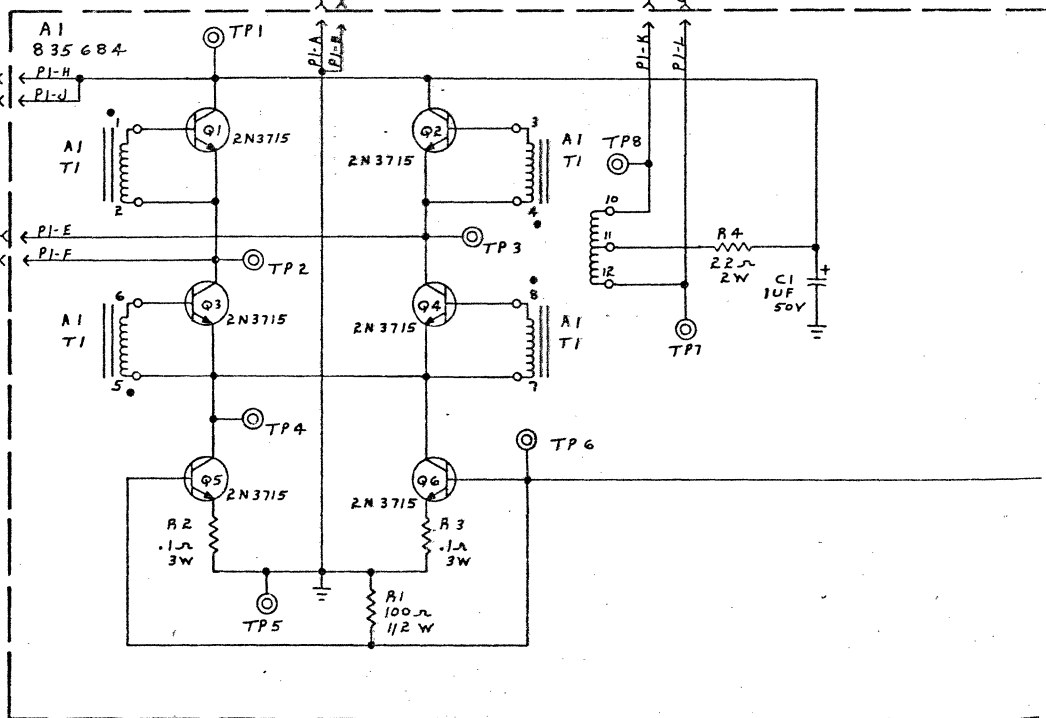 A1
835684
TP1
P1-A
P1-B
P1-K
P1-L
P1-H
P1-J
1
Q1
2N3715
A1
T1
2
Q2
2N3715
3
A1
T1
4
TP8
10
11
12
R4
22Ω
2W
C1
1UF
50V
+
TP7
P1-E
P1-F
TP3
TP2
6
Q3
2N3715
A1
T1
5
Q4
2N3715
8
A1
T1
7
TP4
TP6
Q5
2N3715
Q6
2N3715
R2
.1Ω
3W
R3
.1Ω
3W
TP5
R1
100Ω
1/2 W